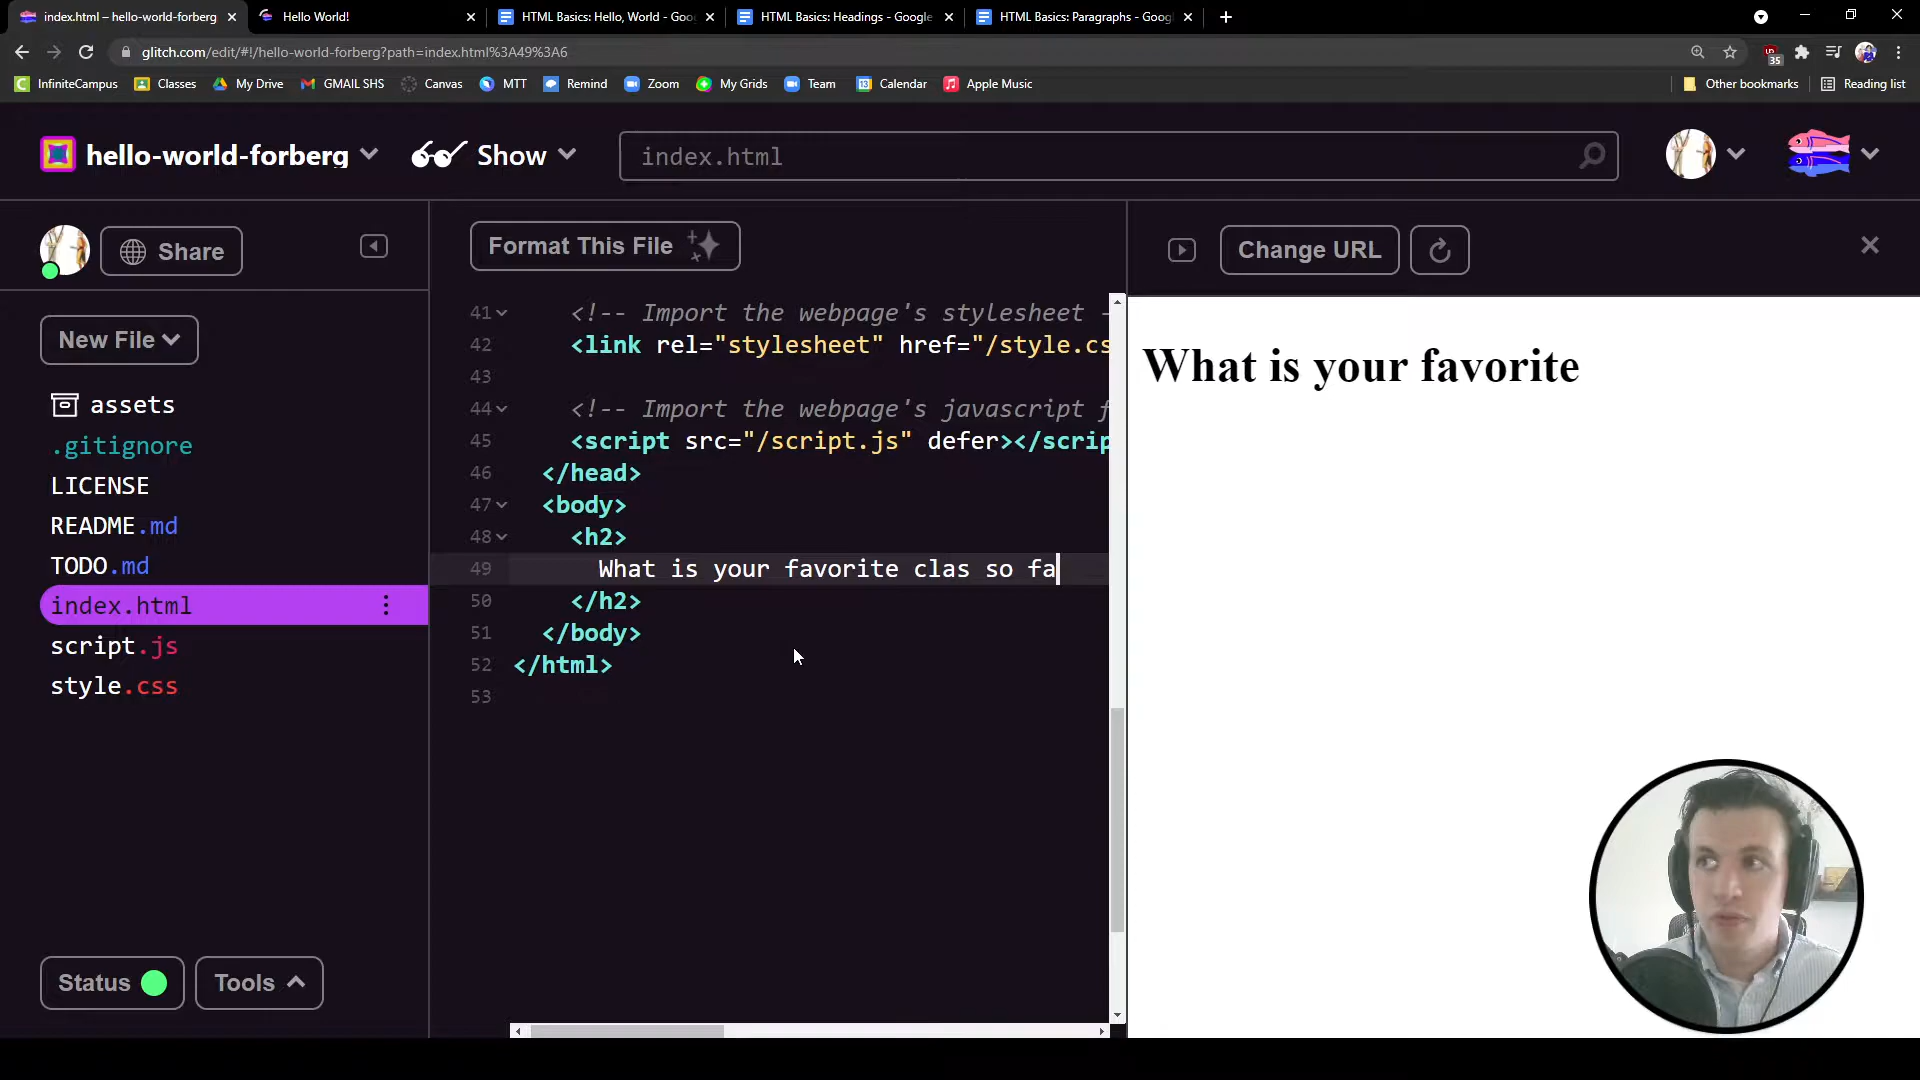 index.html – hello-world-forberg
Hello World!
HTML Basics: Hello, World - Goo
HTML Basics: Headings - Google
HTML Basics: Paragraphs - Goog
glitch.com/edit/#!/hello-world-forberg?path=index.html%3A49%3A6
35
InfiniteCampus
Classes
My Drive
GMAIL SHS
Canvas
MTT
Remind
Zoom
My Grids
Team
Calendar
Apple Music
Other bookmarks
Reading list
hello-world-forberg
Show
index.html
Share
Format This File
Change URL
New File
assets
.gitignore
LICENSE
README.md
TODO.md
index.html
script.js
style.css
Status
Tools
41 <!-- Import the webpage's stylesheet -
42 <link rel="stylesheet" href="/style.cs
43
44 <!-- Import the webpage's javascript f
45 <script src="/script.js" defer></scrip
46 </head>
47 <body>
48 <h2>
49 What is your favorite clas so fa
50 </h2>
51 </body>
52 </html>
53
What is your favorite